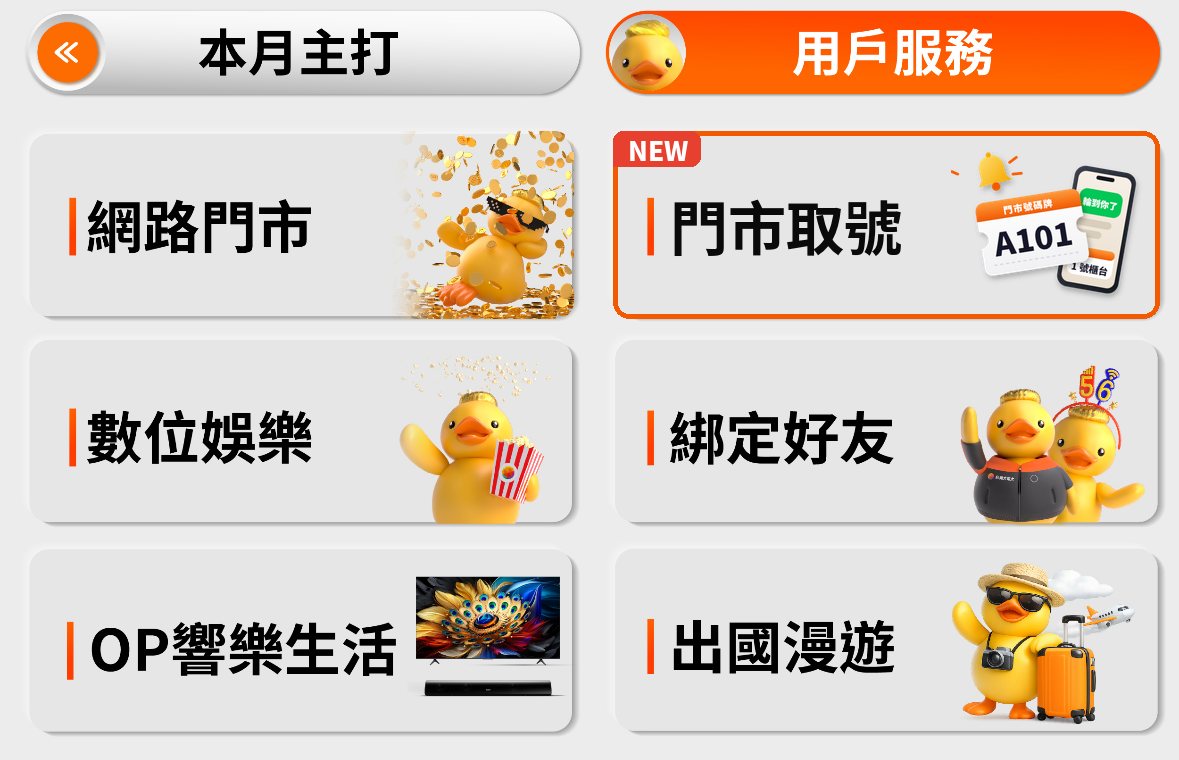 本月主打
用戶服務
網路門市
NEW
門市取號
門市號碼牌
A101
輪到你了
1 號櫃台
數位娛樂
綁定好友
5
6
OP響樂生活
出國漫遊